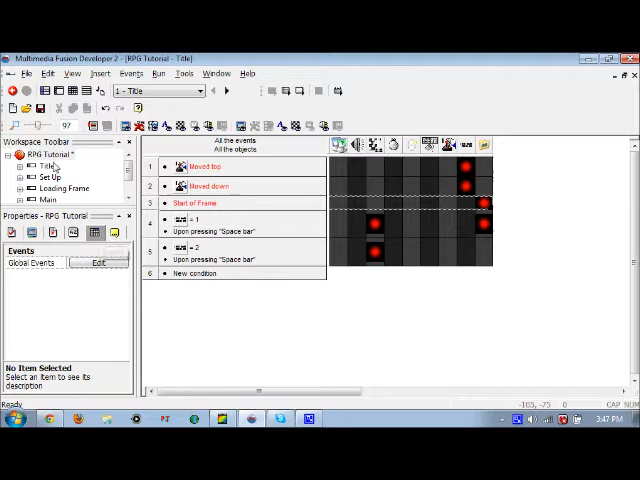 Multimedia Fusion Developer 2 - [RPG Tutorial - Title]
File Edit View Insert Events Run Tools Window Help
1 - Title
97
Workspace Toolbar
All the events
All the objects
RPG Tutorial *
Title
Set Up
Loading Frame
Main
1 Moved top
2 Moved down
3 Start of Frame
4 = 1
Upon pressing "Space bar"
5 = 2
Upon pressing "Space bar"
6 New condition
Properties - RPG Tutorial
Events
Global Events Edit
No Item Selected
Select an item to see its
description
Ready
-105, -75 0 CAP NUM
3:47 PM